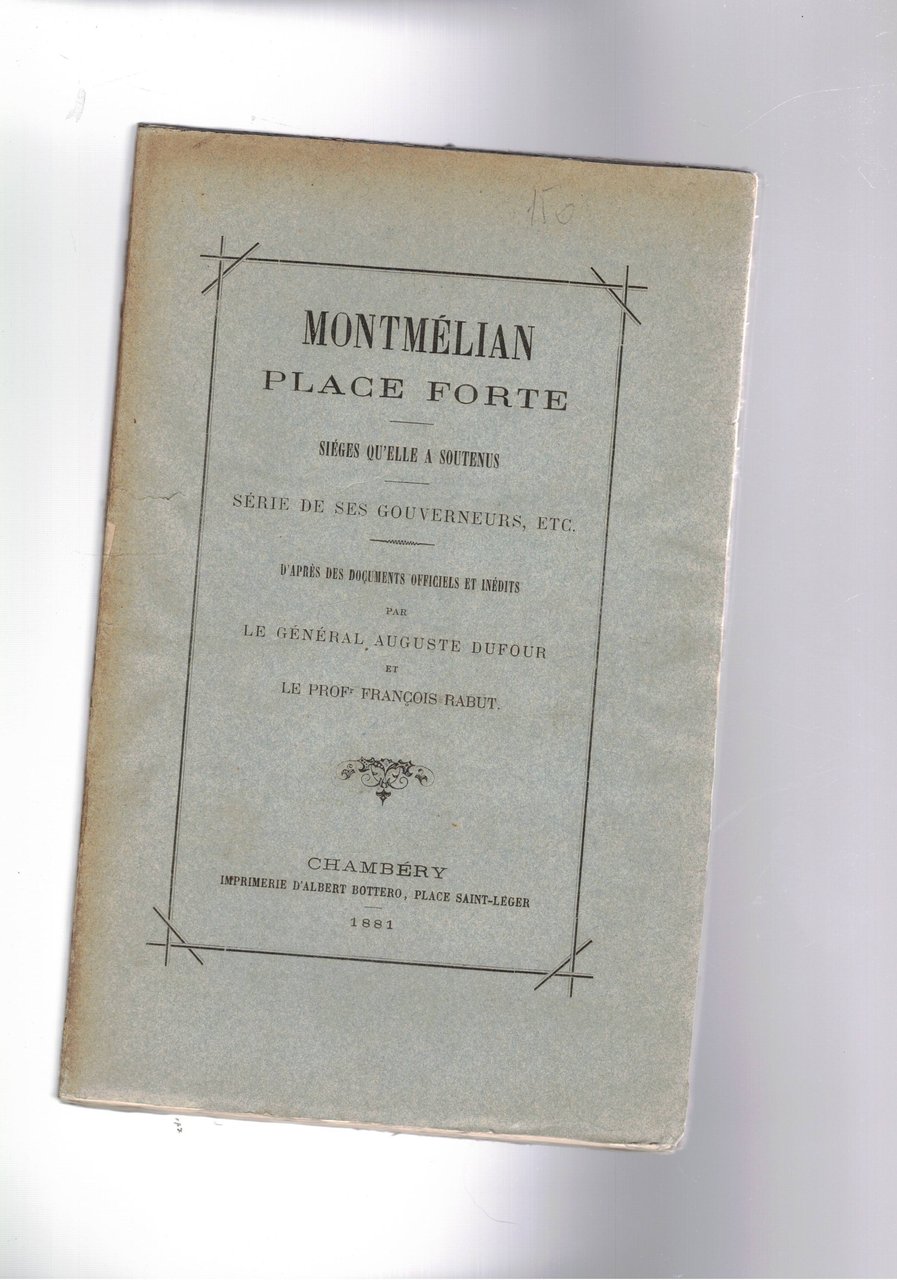 150
MONTMÉLIAN
PLACE FORTE
SIÉGES QU'ELLE A SOUTENUS
SÉRIE DE SES GOUVERNEURS, ETC.
D'APRÈS DES DOCUMENTS OFFICIELS ET INÉDITS
PAR
LE GÉNÉRAL AUGUSTE DUFOUR
ET
LE PROFr FRANÇOIS RABUT.
CHAMBÉRY
IMPRIMERIE D'ALBERT BOTTERO, PLACE SAINT-LÉGER
1881